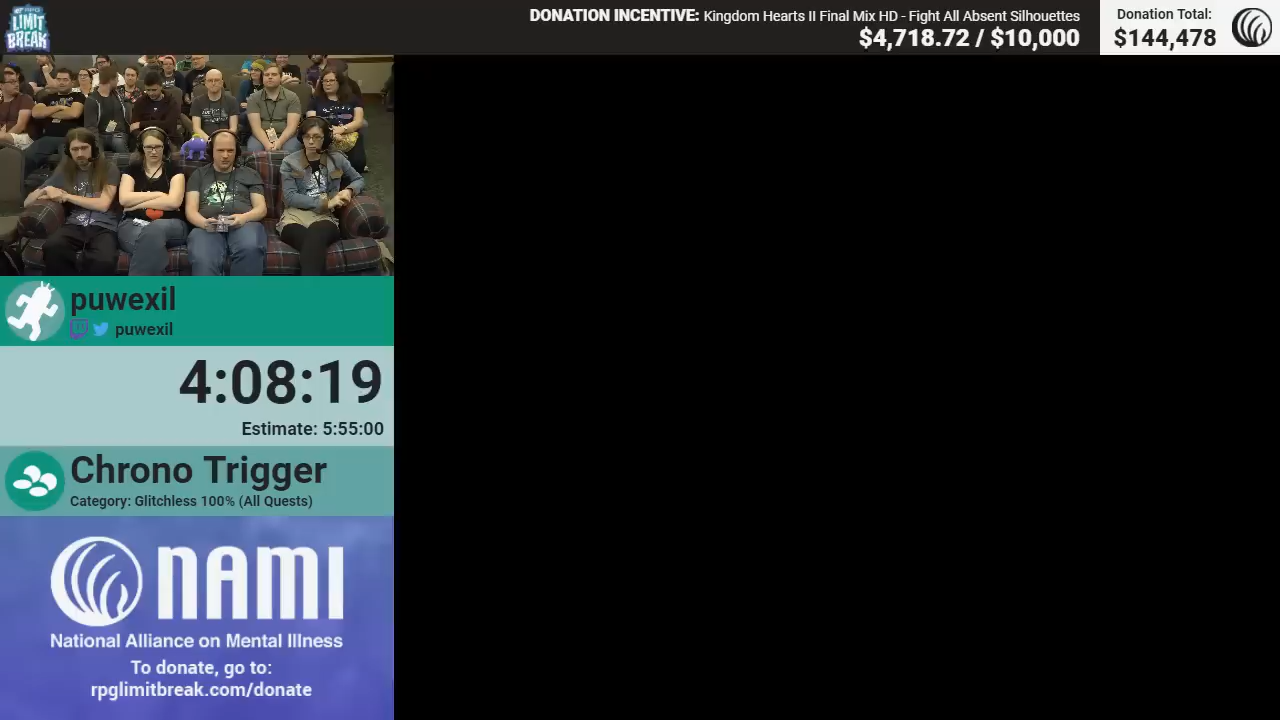 RPG
LIMIT
BREAK
DONATION INCENTIVE: Kingdom Hearts II Final Mix HD - Fight All Absent Silhouettes
$4,718.72 / $10,000
Donation Total:
$144,478
puwexil
puwexil
4:08:19
Estimate: 5:55:00
Chrono Trigger
Category: Glitchless 100% (All Quests)
NAMI
National Alliance on Mental Illness
To donate, go to:
rpglimitbreak.com/donate